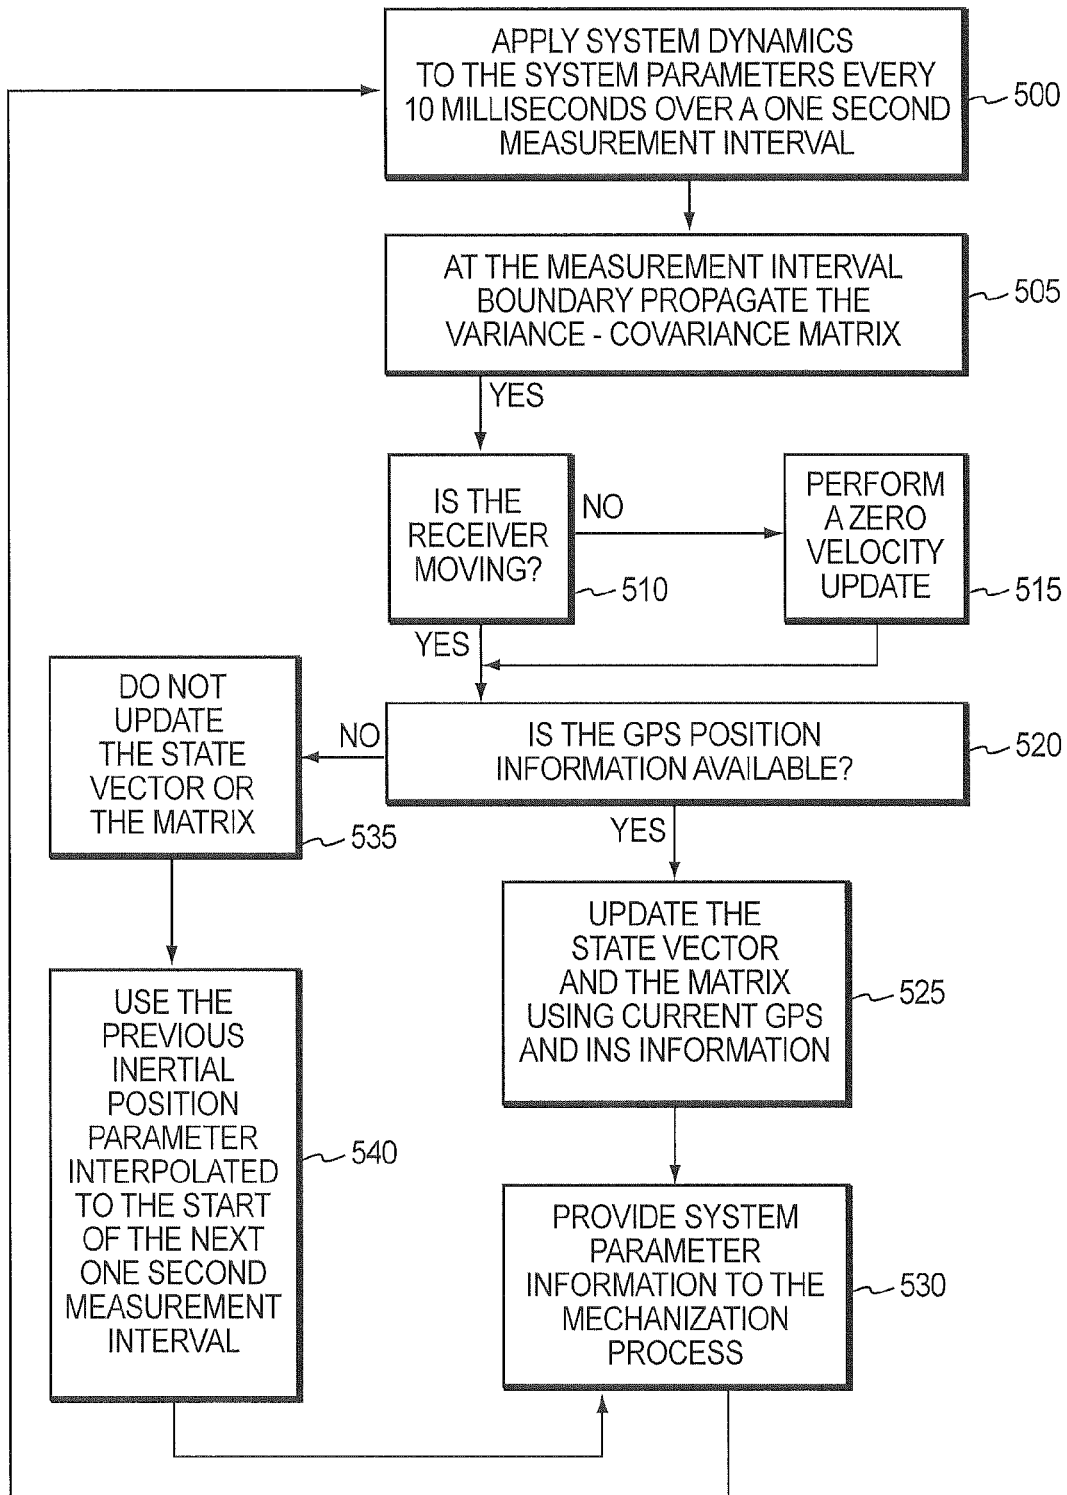 APPLY SYSTEM DYNAMICS
TO THE SYSTEM PARAMETERS EVERY
10 MILLISECONDS OVER A ONE SECOND
MEASUREMENT INTERVAL
500
AT THE MEASUREMENT INTERVAL
BOUNDARY PROPAGATE THE
VARIANCE - COVARIANCE MATRIX
505
YES
IS THE
RECEIVER
MOVING?
510
NO
PERFORM
A ZERO
VELOCITY
UPDATE
515
YES
IS THE GPS POSITION
INFORMATION AVAILABLE?
520
NO
DO NOT
UPDATE
THE STATE
VECTOR OR
THE MATRIX
535
YES
UPDATE THE
STATE VECTOR
AND THE MATRIX
USING CURRENT GPS
AND INS INFORMATION
525
USE THE
PREVIOUS
INERTIAL
POSITION
PARAMETER
INTERPOLATED
TO THE START
OF THE NEXT
ONE SECOND
MEASUREMENT
INTERVAL
540
PROVIDE SYSTEM
PARAMETER
INFORMATION TO THE
MECHANIZATION
PROCESS
530